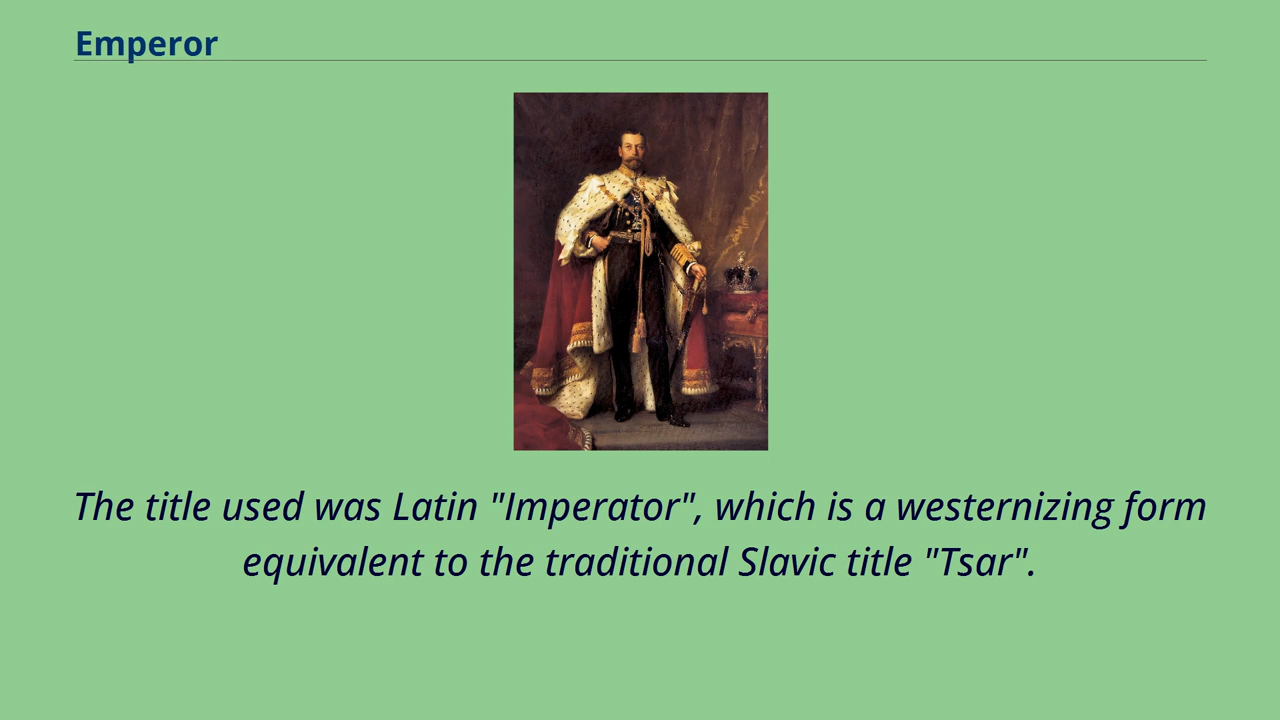 Emperor
The title used was Latin "Imperator", which is a westernizing form
equivalent to the traditional Slavic title "Tsar".